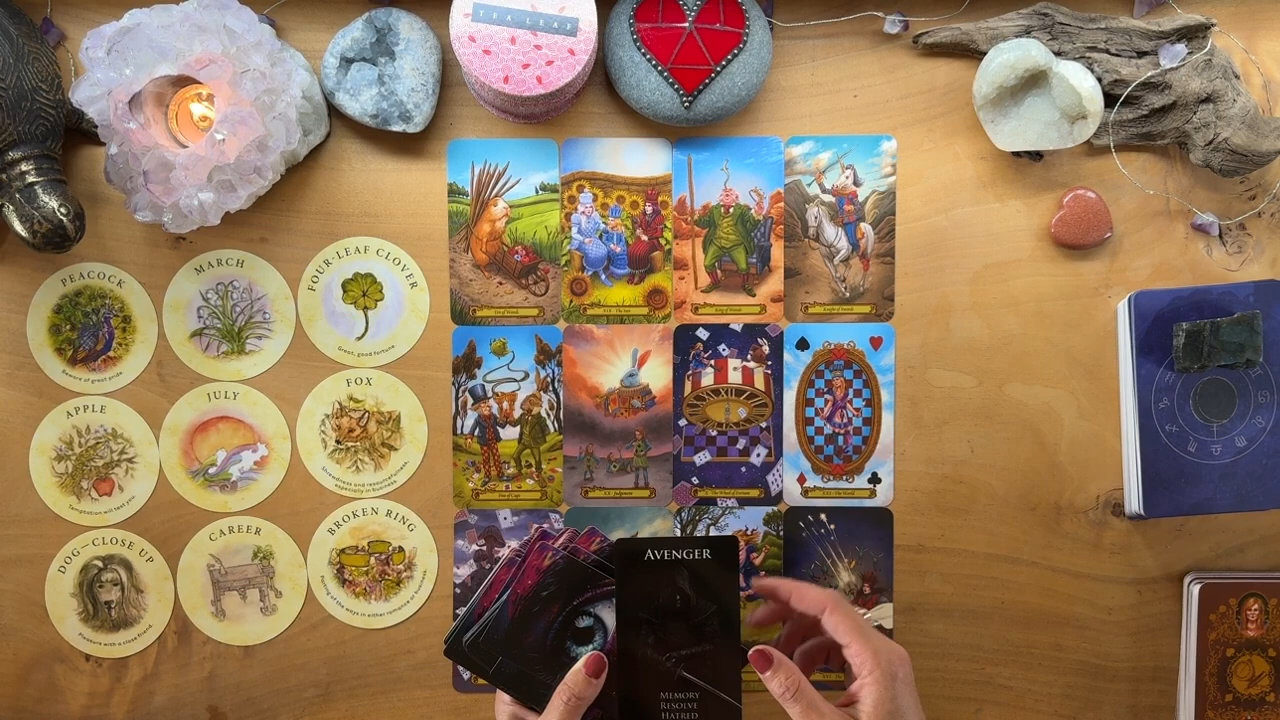 TEA LEAF
PEACOCK
Beware of great pride.
MARCH
FOUR-LEAF CLOVER
Great, good fortune.
APPLE
Temptation will test you.
JULY
FOX
Shrewdness and resourcefulness,
especially in business.
DOG—CLOSE UP
Pleasure with a close friend.
CAREER
BROKEN RING
Parting of the ways in either romance or business.
Ten of Wands
XIX - The Sun
King of Wands
Knight of Swords
Two of Cups
XX - Judgment
X - The Wheel of Fortune
XXI - The World
AVENGER
MEMORY
RESOLVE
HATRED